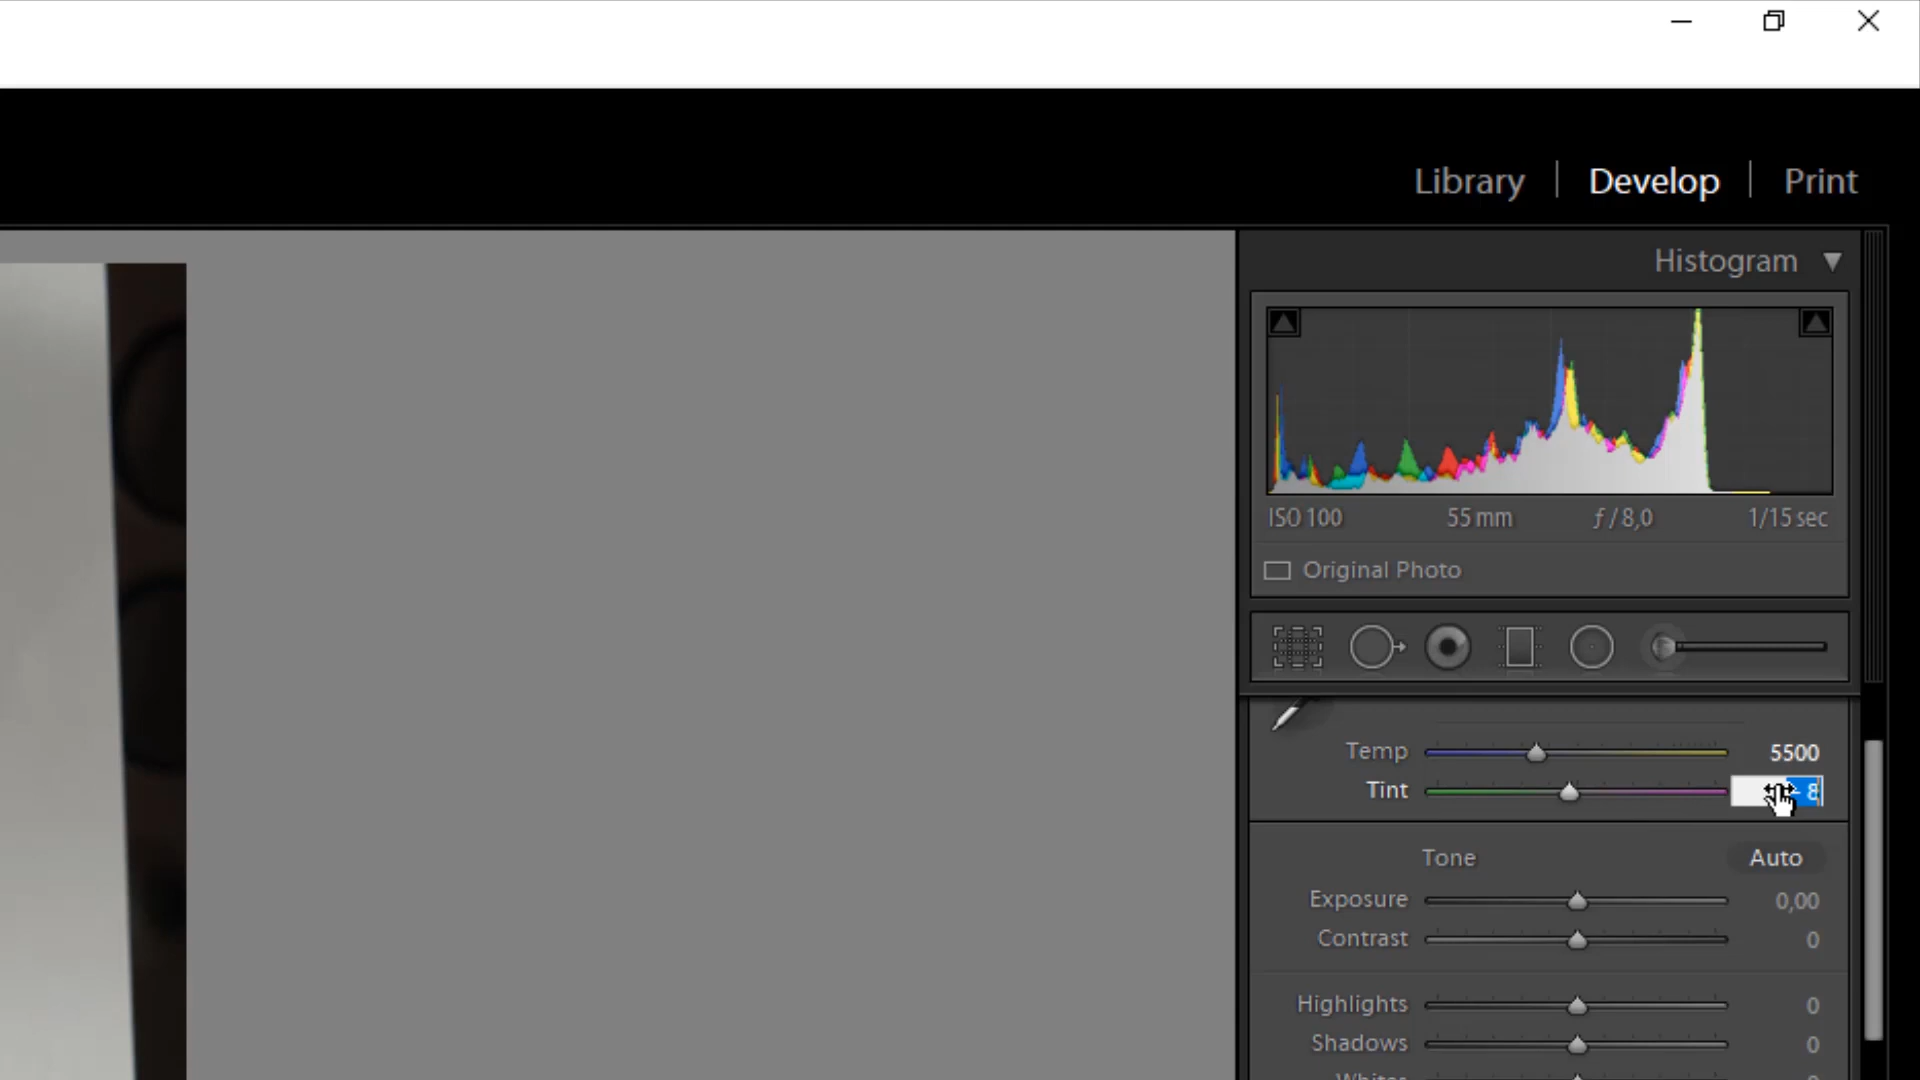 Library | Develop | Print
Histogram
ISO 100 55 mm ƒ / 8,0 1/15 sec
Original Photo
Temp 5500
Tint - 8
Tone Auto
Exposure 0,00
Contrast 0
Highlights 0
Shadows 0